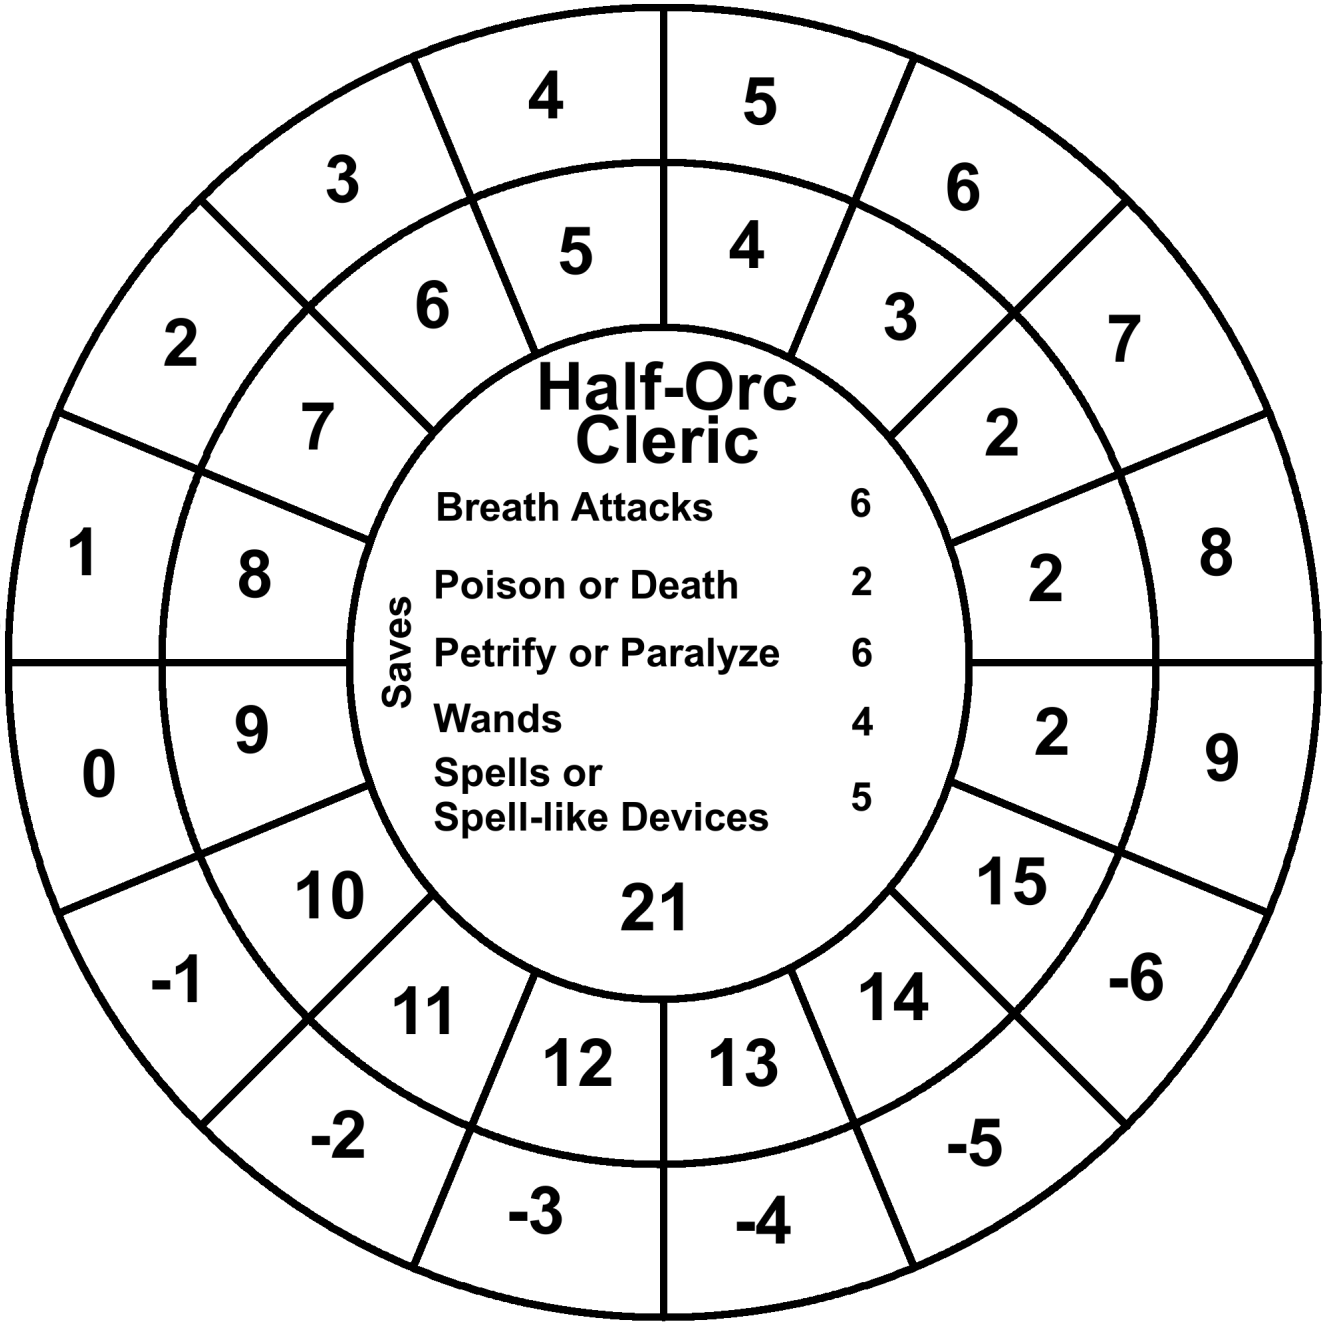 4 5
3 6
5 4
6 3
2 7
7 2
Half-Orc
Cleric
Breath Attacks 6
1 8 2 8
Poison or Death 2
Saves
Petrify or Paralyze 6
Wands 4
9 2
0 9
Spells or
Spell-like Devices 5
10 15
21
-1 -6
11 14
12 13
-2 -5
-3 -4